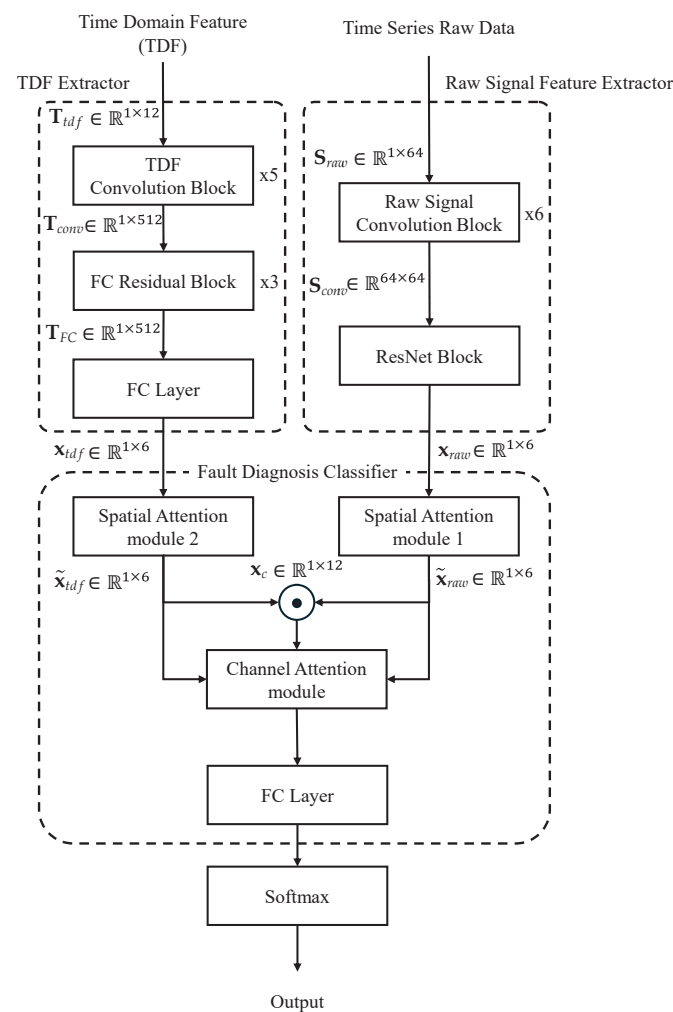 Time Domain Feature
(TDF)
Time Series Raw Data
TDF Extractor
Raw Signal Feature Extractor
T_tdf ∈ ℝ^{1×12}
TDF
Convolution Block
x5
T_conv ∈ ℝ^{1×512}
FC Residual Block
x3
T_FC ∈ ℝ^{1×512}
FC Layer
x_tdf ∈ ℝ^{1×6}
S_raw ∈ ℝ^{1×64}
Raw Signal
Convolution Block
x6
S_conv ∈ ℝ^{64×64}
ResNet Block
x_raw ∈ ℝ^{1×6}
Fault Diagnosis Classifier
Spatial Attention
module 2
Spatial Attention
module 1
x̃_tdf ∈ ℝ^{1×6}
x_c ∈ ℝ^{1×12}
x̃_raw ∈ ℝ^{1×6}
Channel Attention
module
FC Layer
Softmax
Output